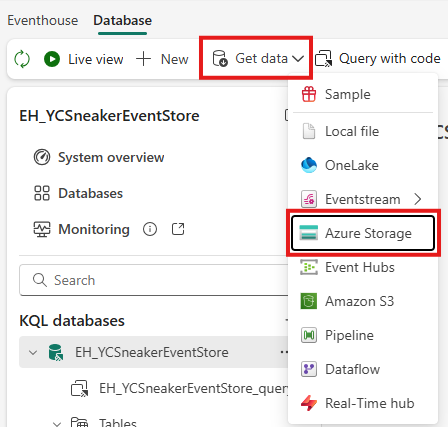 Eventhouse Database
Live view New Get data Query with code
EH_YCSneakerEventStore
System overview
Databases
Monitoring
Search
KQL databases
EH_YCSneakerEventStore
EH_YCSneakerEventStore_query
Tables
Sample
Local file
OneLake
Eventstream
Azure Storage
Event Hubs
Amazon S3
Pipeline
Dataflow
Real-Time hub